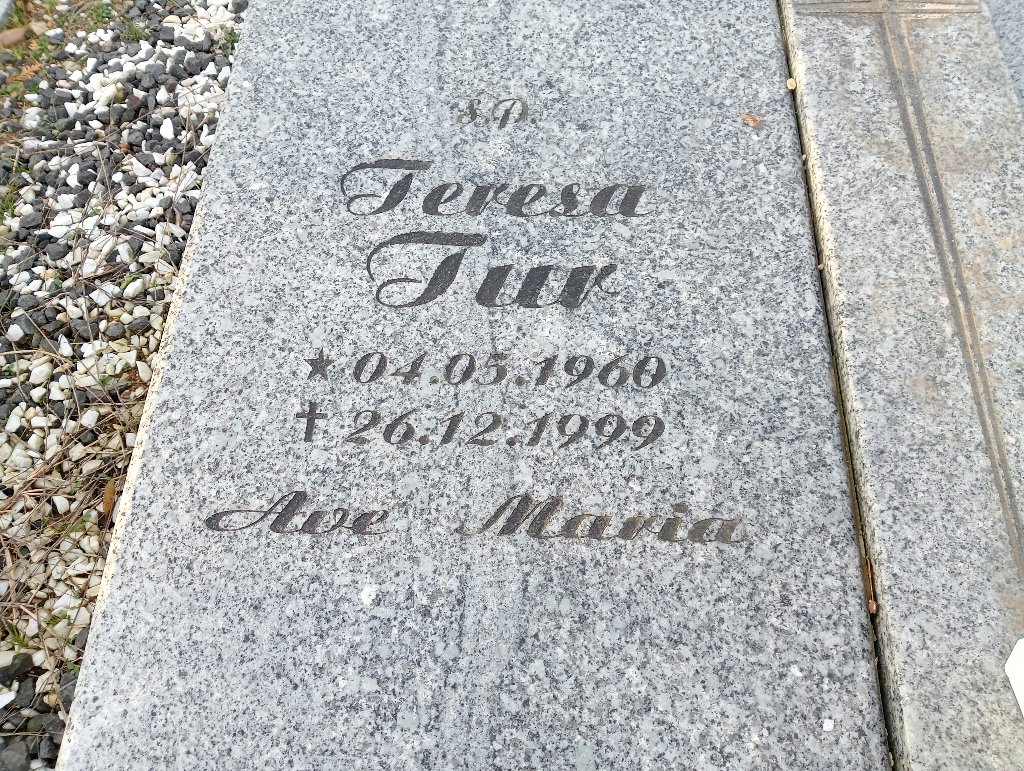 Ś.P.
Teresa
Tur
★ 04.05.1960
✝ 26.12.1999
Ave Maria